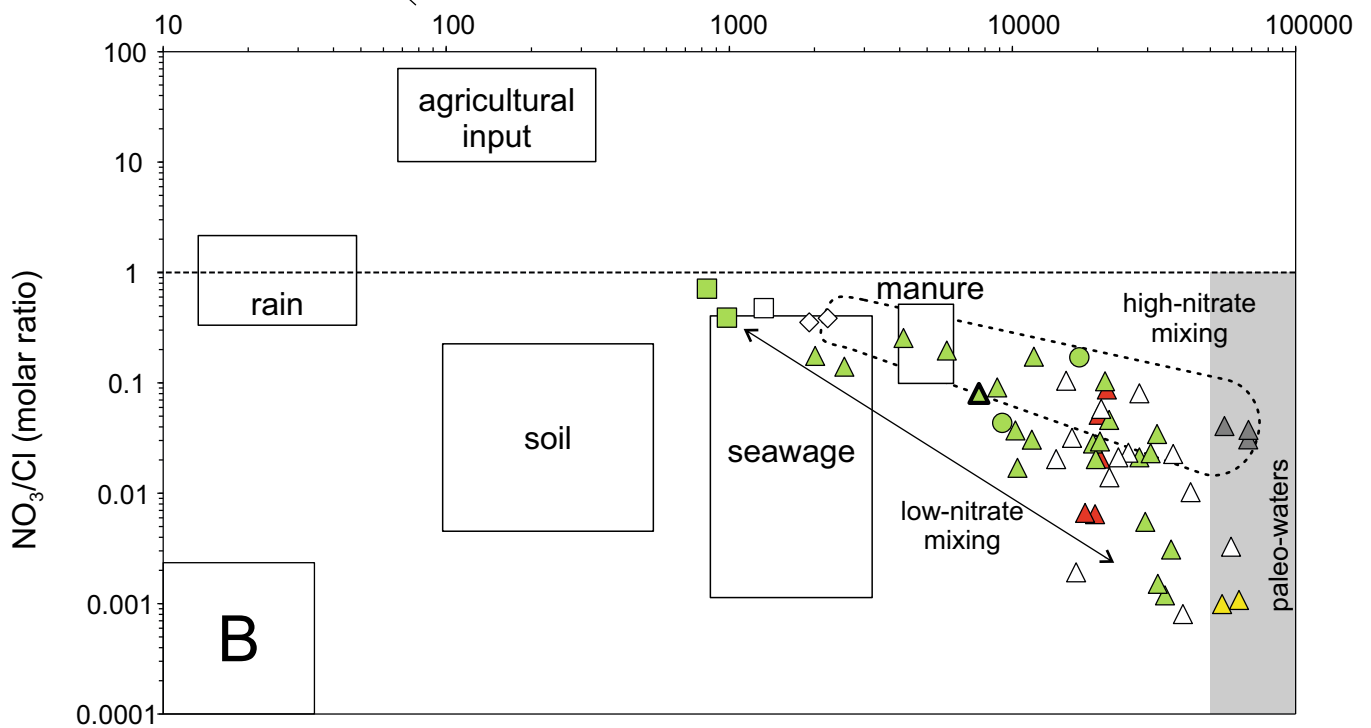 10 100 1000 10000 100000
100
agricultural
input
10
1
manure
rain
high-nitrate
mixing
0.1
soil
seawage
NO₃/Cl (molar ratio)
0.01
low-nitrate
mixing
paleo-waters
0.001
B
0.0001